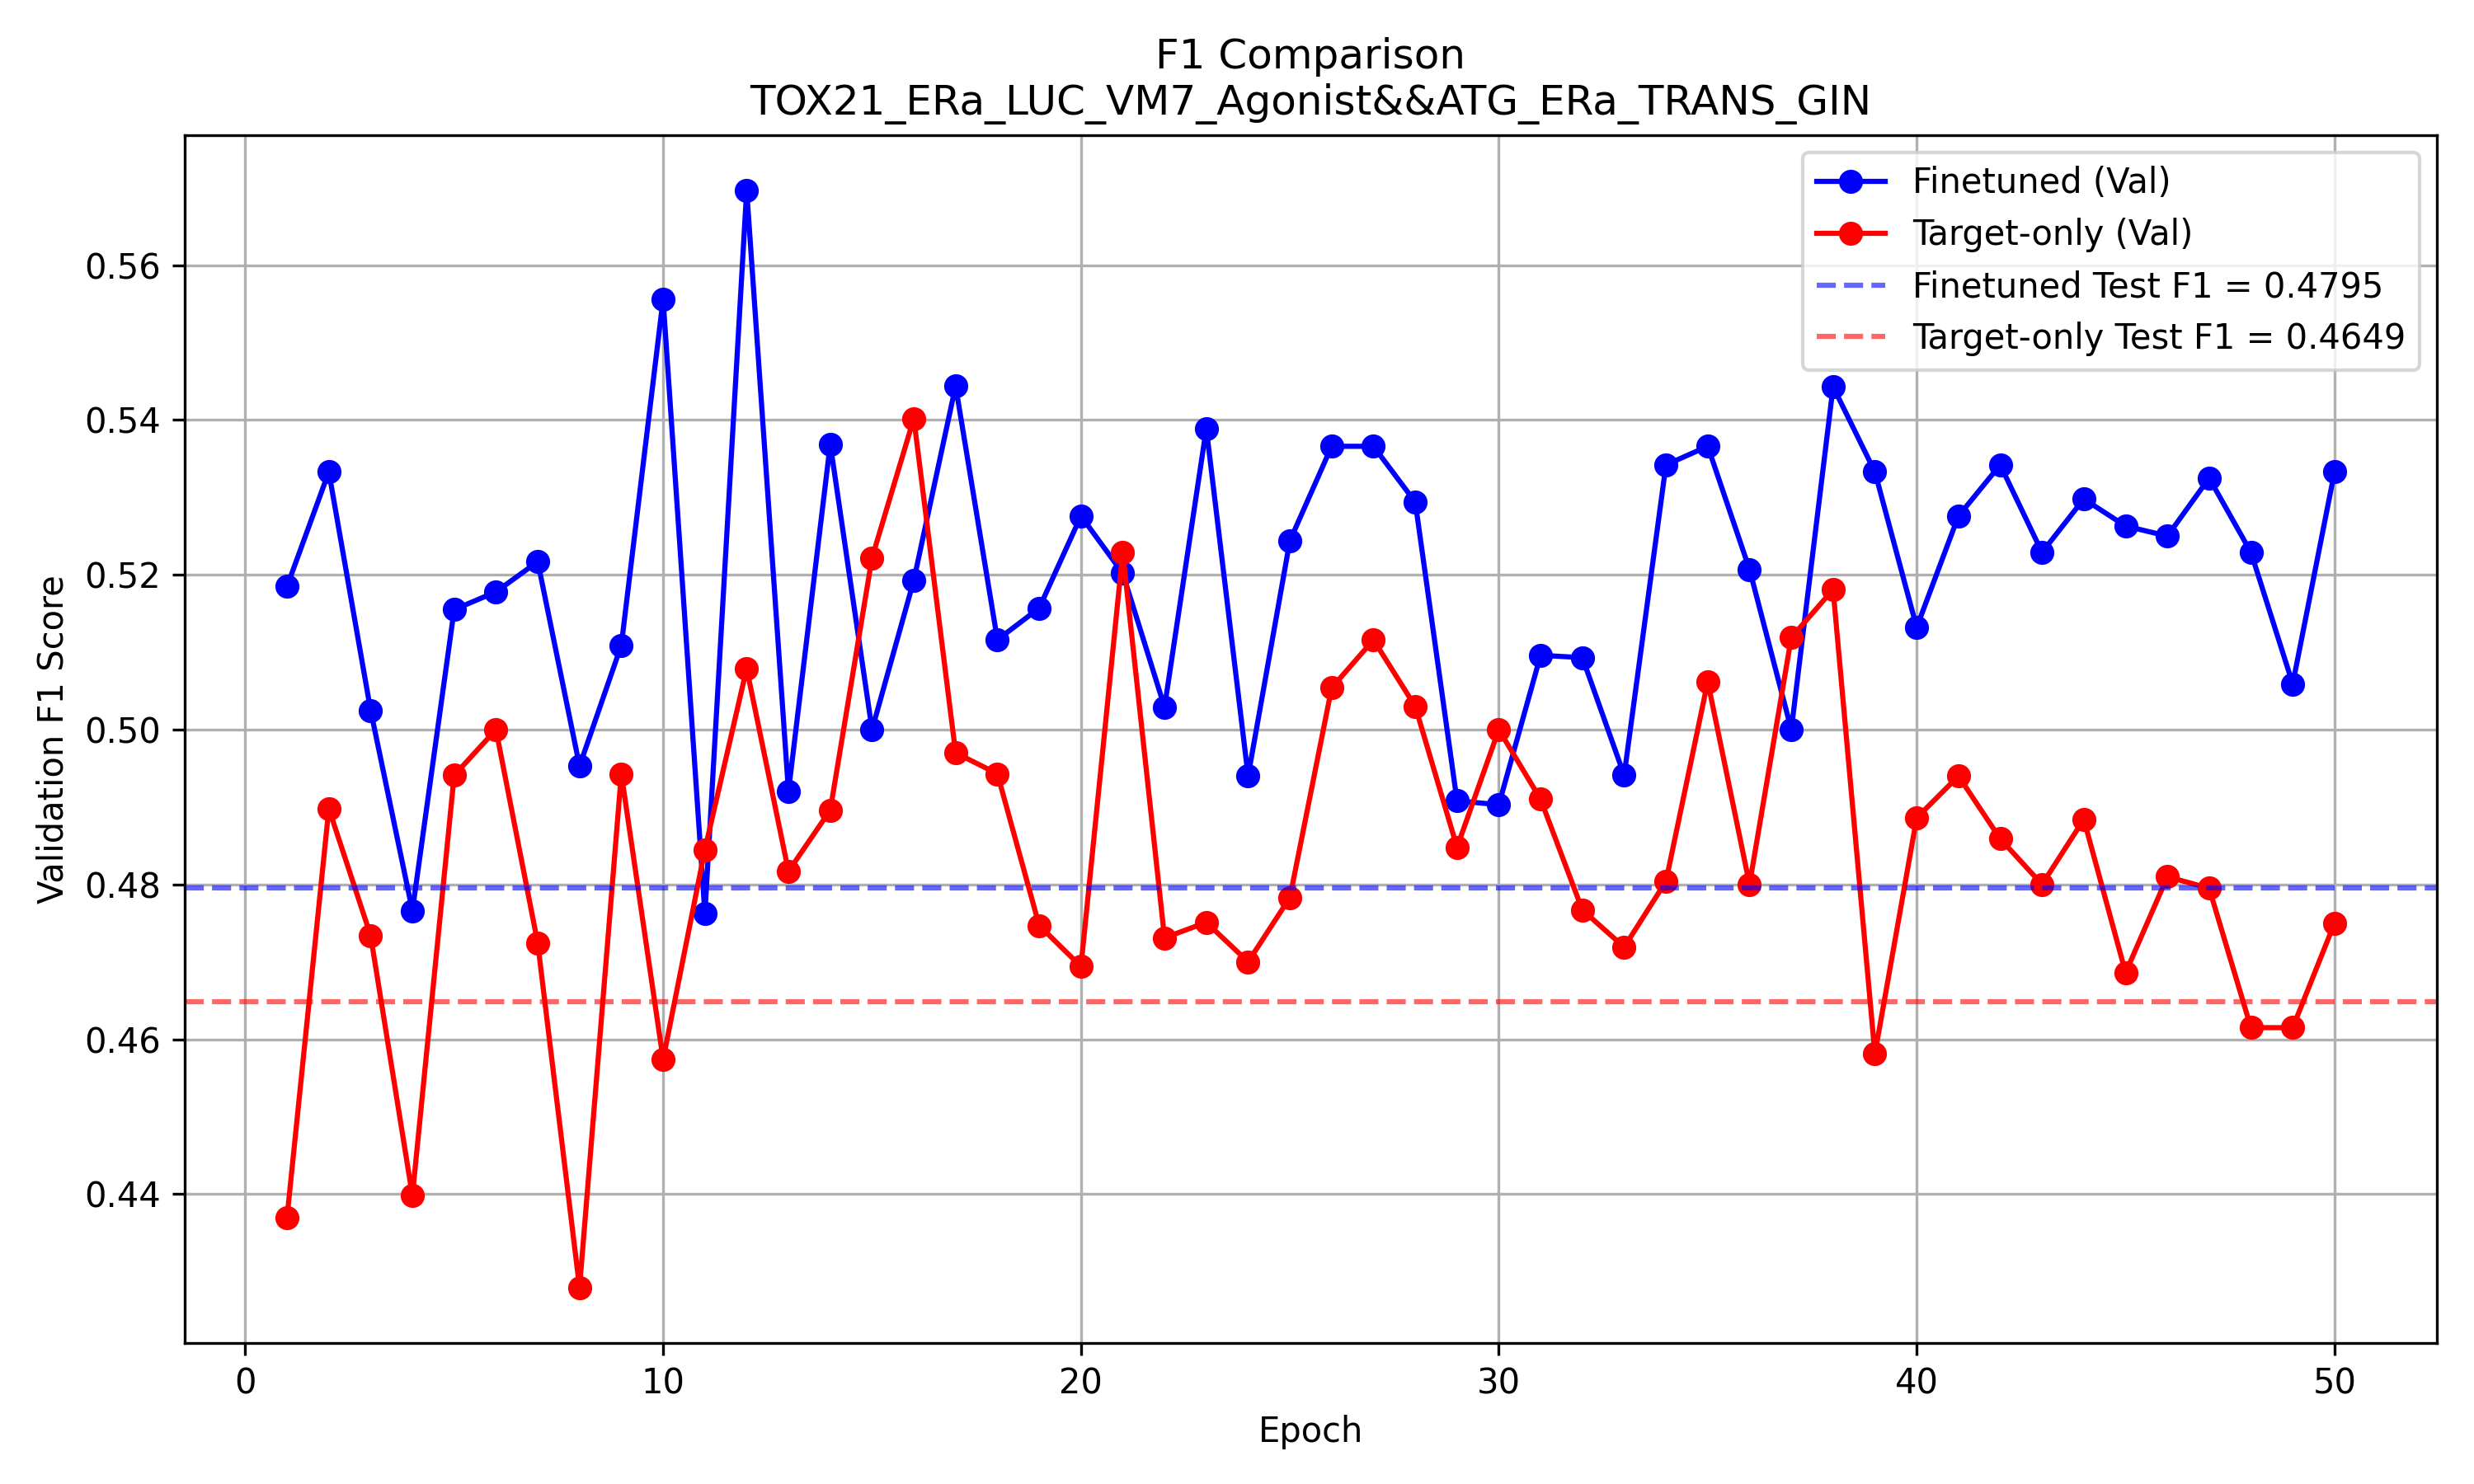 F1 Comparison
TOX21_ERa_LUC_VM7_Agonist&&ATG_ERa_TRANS_GIN
Finetuned (Val)
Target-only (Val)
Finetuned Test F1 = 0.4795
Target-only Test F1 = 0.4649
Validation F1 Score
0.56
0.54
0.52
0.50
0.48
0.46
0.44
0 10 20 30 40 50
Epoch